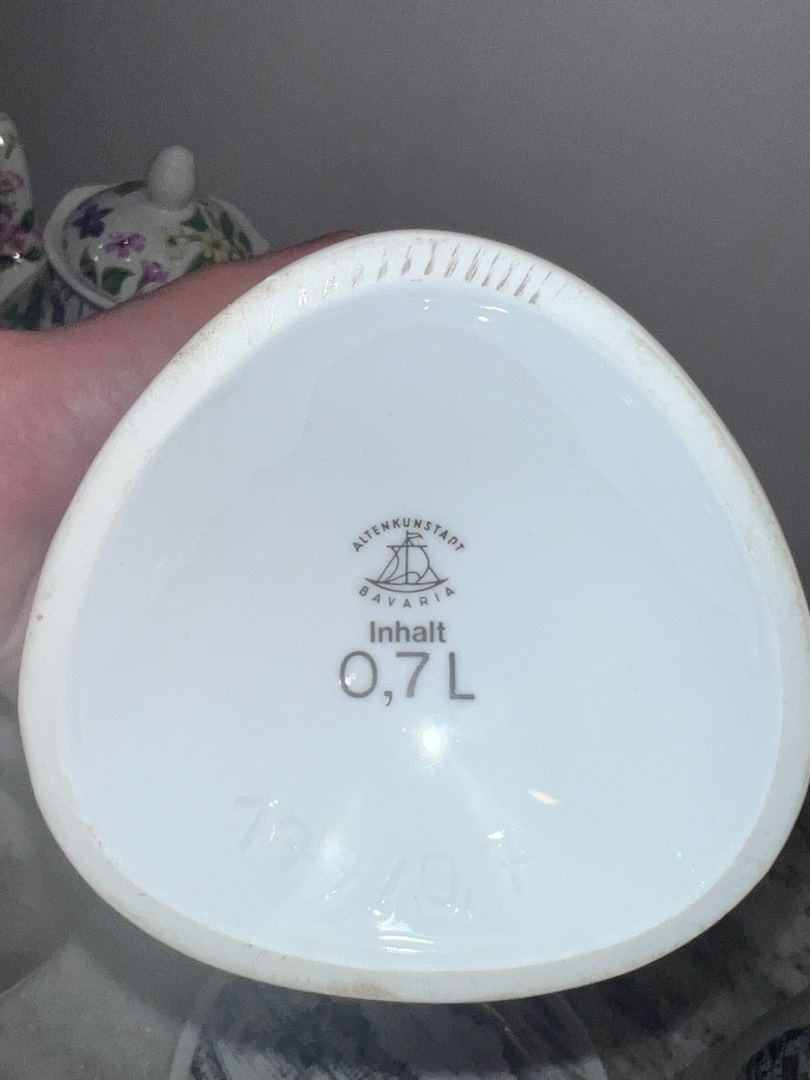 ALTENKUNSTADT
BAVARIA
Inhalt
0,7 L